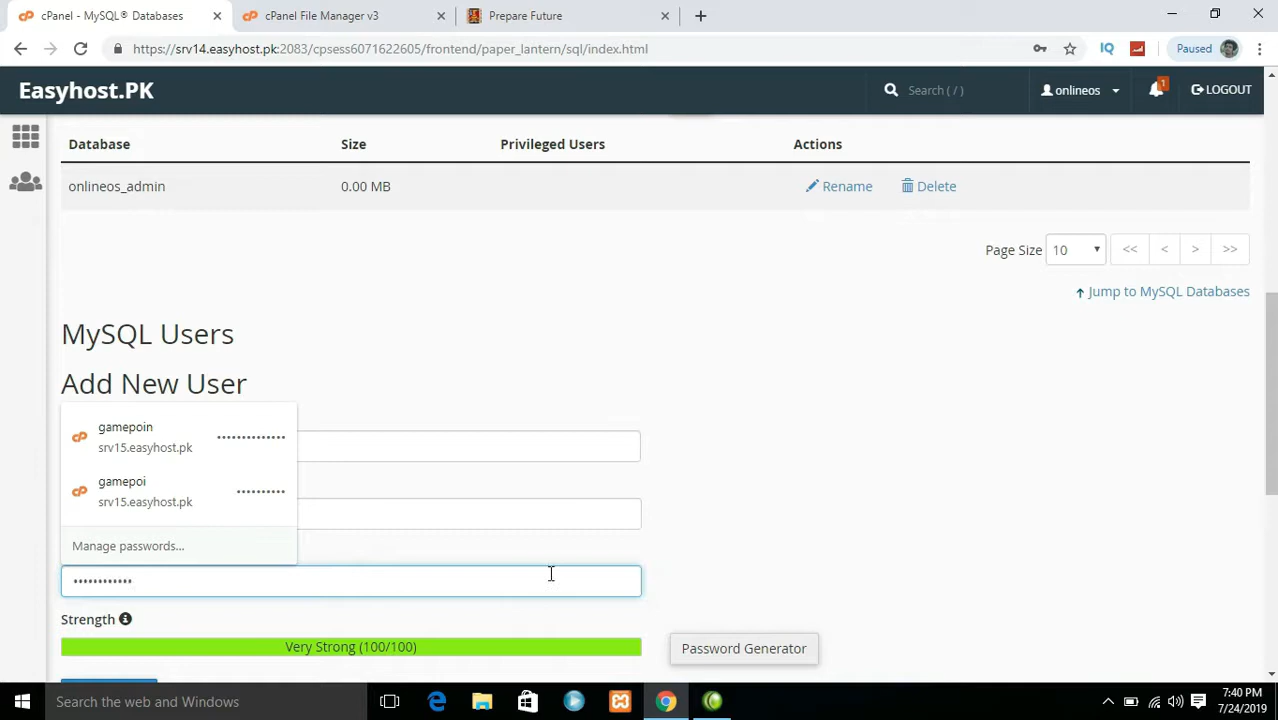 cPanel - MySQL® Databases
cPanel File Manager v3
Prepare Future
https://srv14.easyhost.pk:2083/cpsess6071622605/frontend/paper_lantern/sql/index.html
IQ
Paused
Easyhost.PK
Search ( / )
onlineos
1
LOGOUT
Database Size Privileged Users Actions
onlineos_admin 0.00 MB Rename Delete
Page Size 10 << < > >>
Jump to MySQL Databases
MySQL Users
Add New User
gamepoin
srv15.easyhost.pk
gamepoi
srv15.easyhost.pk
Manage passwords...
Strength
Very Strong (100/100)
Password Generator
Search the web and Windows
7:40 PM
7/24/2019